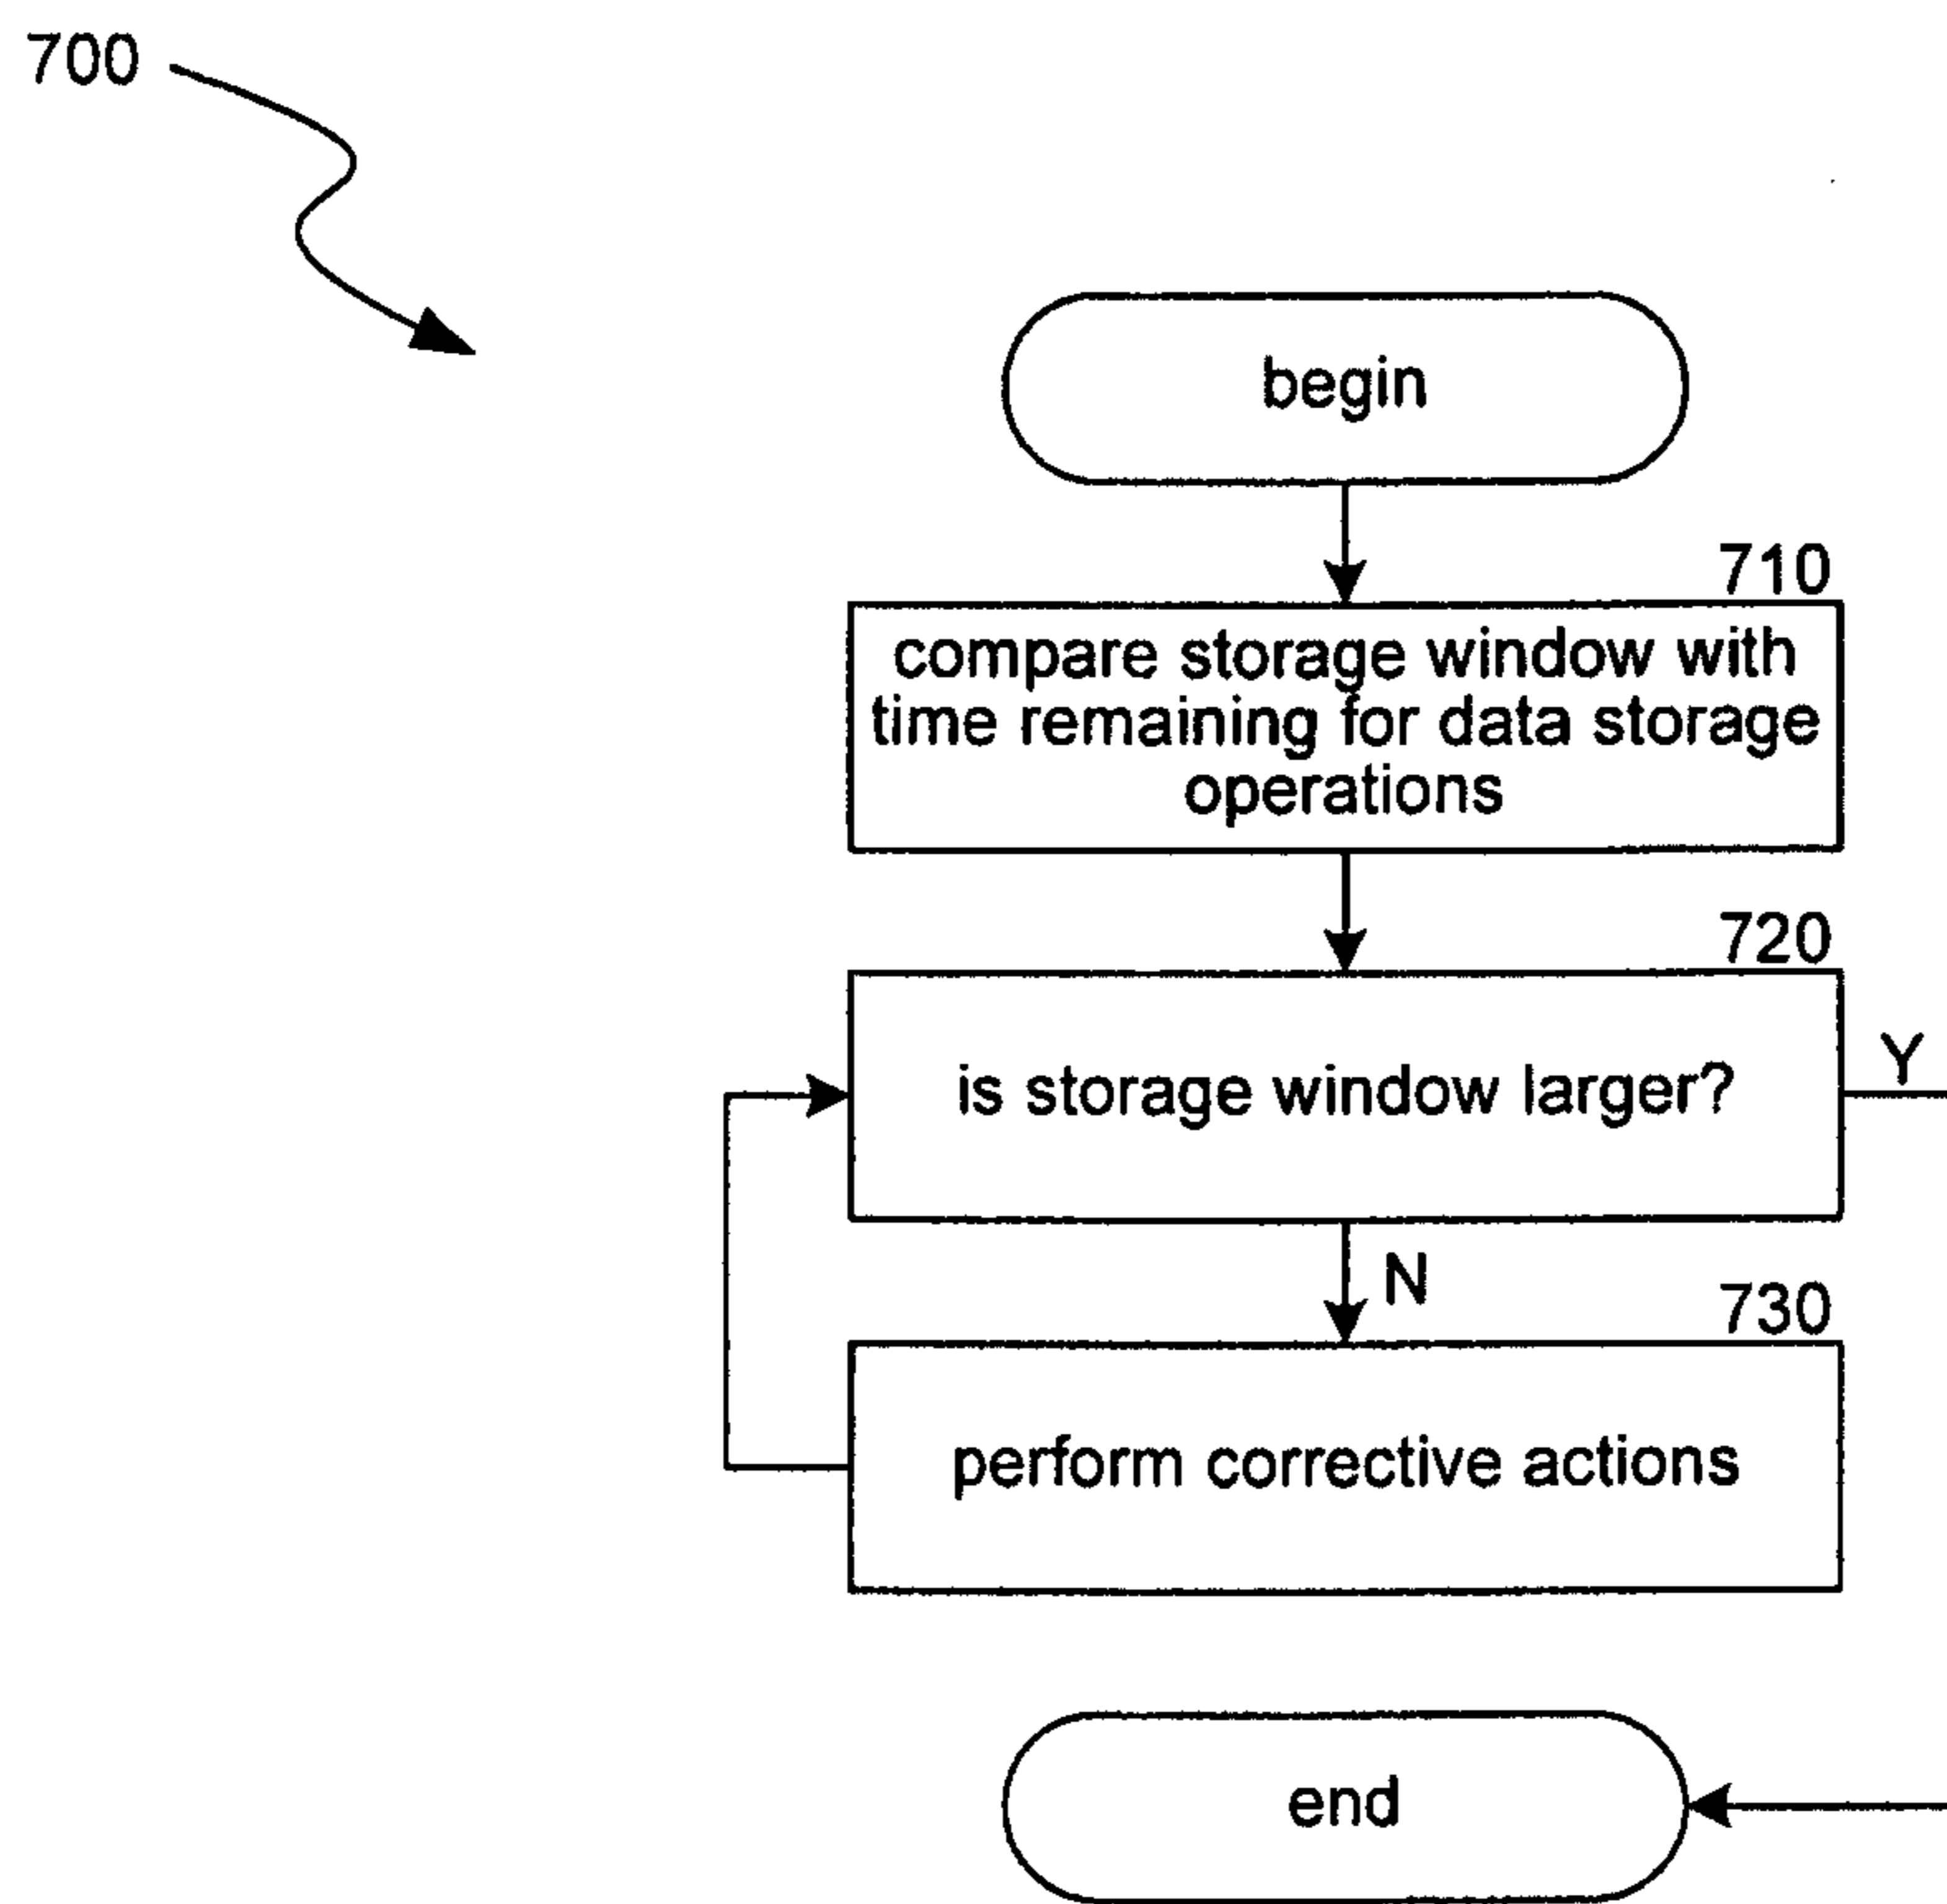 700
begin
710
compare storage window with
time remaining for data storage
operations
720
is storage window larger?
Y
N
730
perform corrective actions
end